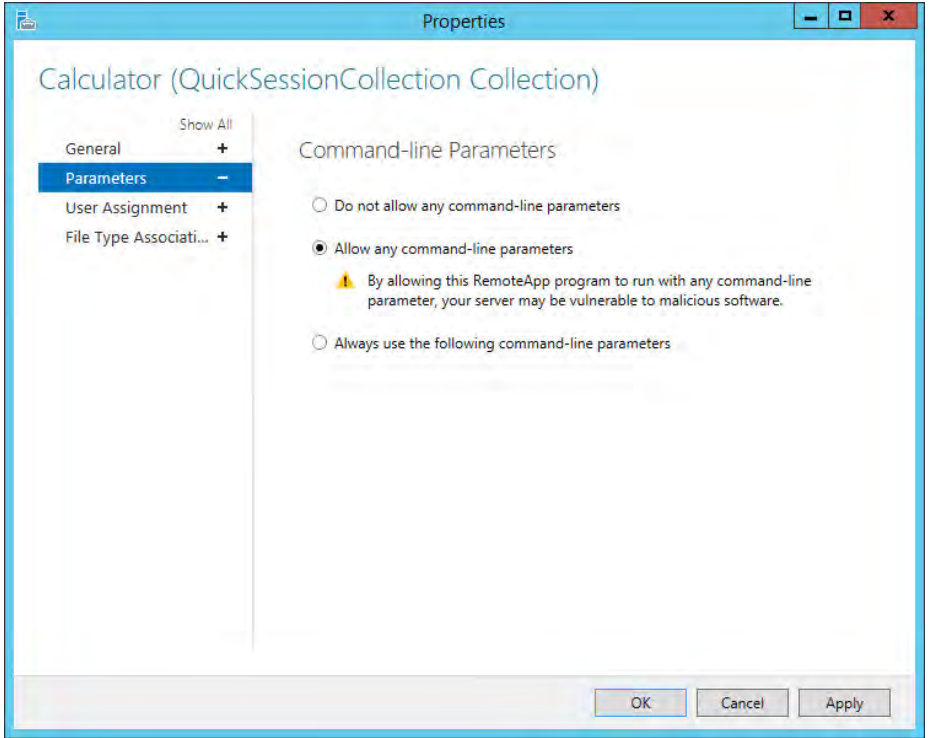 Properties
Calculator (QuickSessionCollection Collection)
Show All
General +
Parameters −
User Assignment +
File Type Associati... +
Command-line Parameters
Do not allow any command-line parameters
Allow any command-line parameters
By allowing this RemoteApp program to run with any command-line
parameter, your server may be vulnerable to malicious software.
Always use the following command-line parameters
OK Cancel Apply